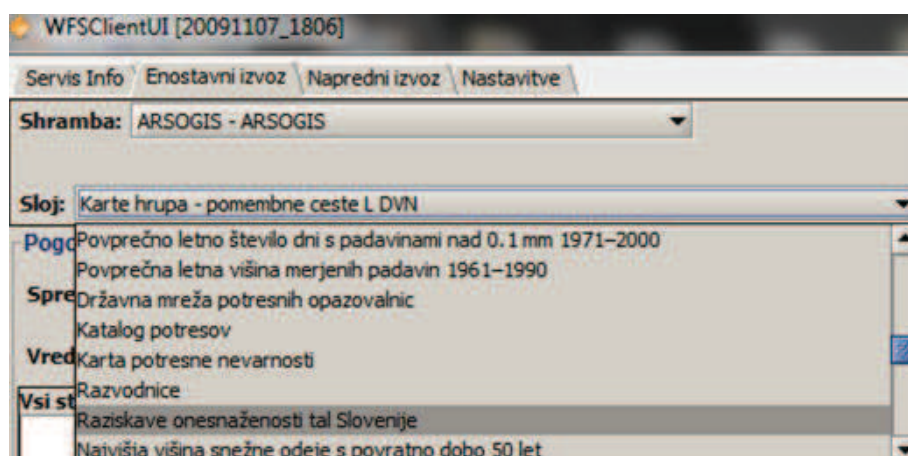 WFSClientUI [20091107_1806]
Servis Info Enostavni izvoz Napredni izvoz Nastavitve
Shramba: ARSOGIS - ARSOGIS
Sloj: Karte hrupa - pomembne ceste L DVN
Povprečno letno število dni s padavinami nad 0.1 mm 1971–2000
Povprečna letna višina merjenih padavin 1961–1990
Državna mreža potresnih opazovalnic
Katalog potresov
Karta potresne nevarnosti
Razvodnice
Vsi
Raziskave onesnaženosti tal Slovenije
Najvišja višina snežne odeje s povratno dobo 50 let